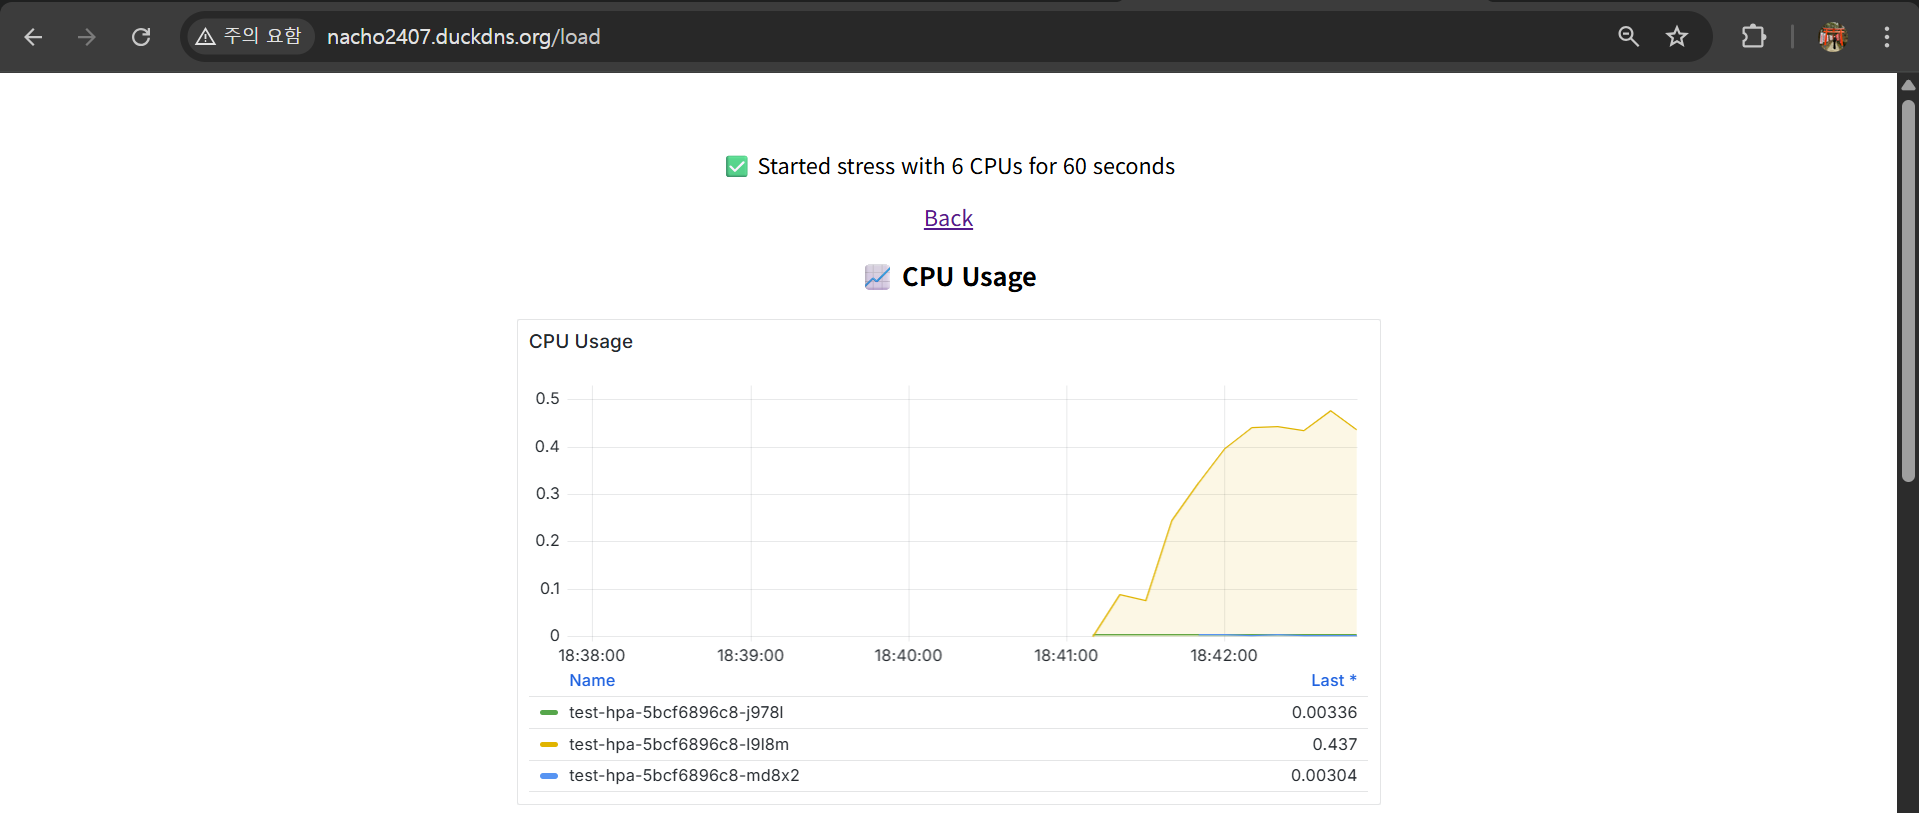 주의 요함 nacho2407.duckdns.org/load
✅ Started stress with 6 CPUs for 60 seconds
Back
📈 CPU Usage
CPU Usage
0.5
0.4
0.3
0.2
0.1
0
18:38:00 18:39:00 18:40:00 18:41:00 18:42:00
Name Last *
test-hpa-5bcf6896c8-j978l 0.00336
test-hpa-5bcf6896c8-l9l8m 0.437
test-hpa-5bcf6896c8-md8x2 0.00304